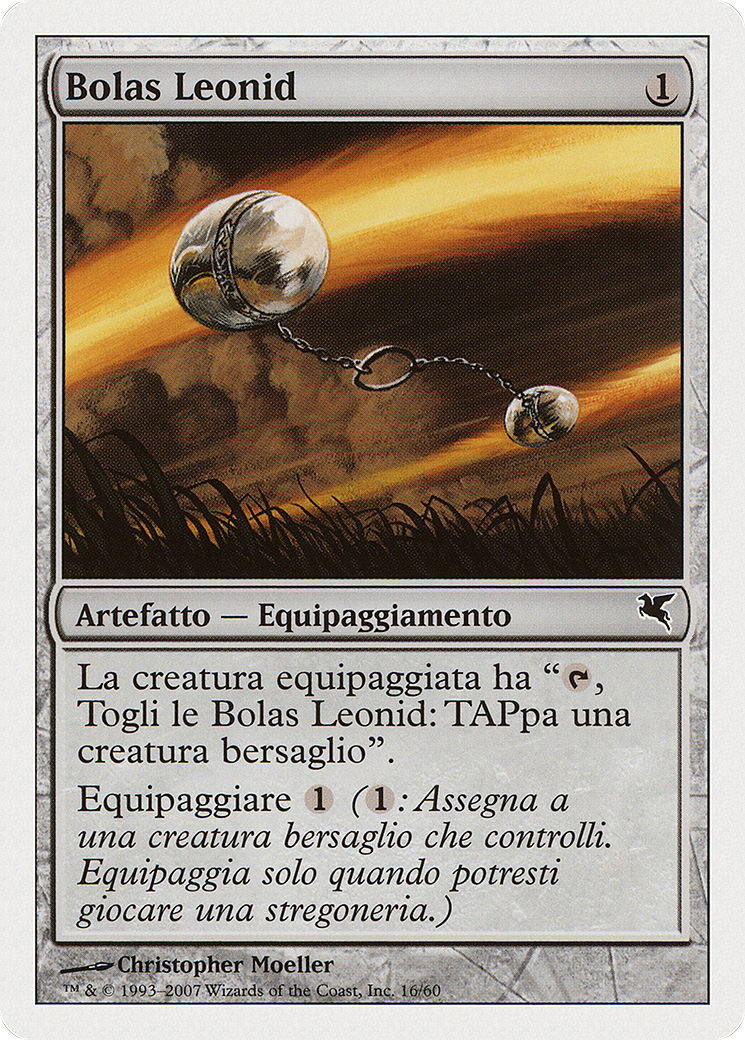 Bolas Leonid 1
Artefatto — Equipaggiamento
La creatura equipaggiata ha “ ,
Togli le Bolas Leonid: TAPpa una
creatura bersaglio”.
Equipaggiare 1 (1: Assegna a
una creatura bersaglio che controlli.
Equipaggia solo quando potresti
giocare una stregoneria.)
Christopher Moeller
™ & © 1993–2007 Wizards of the Coast, Inc. 16/60